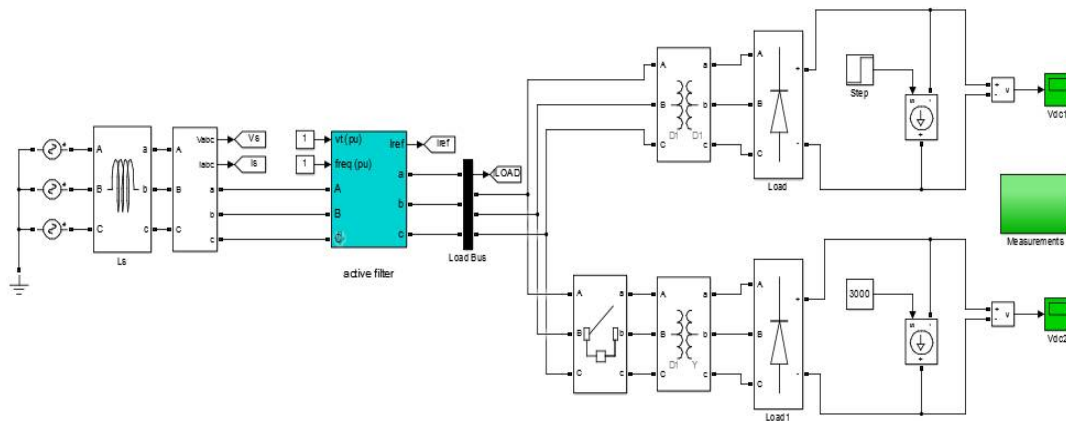 A
B
C
a
b
c
Ls
A
B
C
Vabc
Iabc
a
b
c
Vs
Is
1
1
vt (pu)
freq (pu)
A
B
Iref
a
b
c
active filter
Iref
LOAD
Load Bus
A
B
C
a
b
c
D1
D1
A
B
C
+
-
Load
Step
s
-
+
+
-
v
Vdc1
Measurements
A
B
C
a
b
c
A
B
C
a
b
c
D1
Y
A
B
C
+
-
Load1
3000
s
-
+
+
-
v
Vdc2